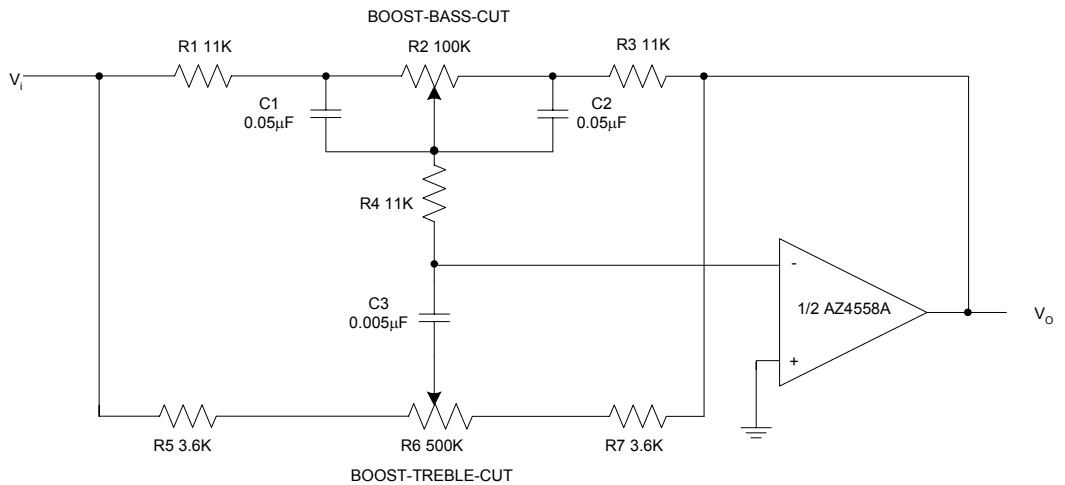 BOOST-BASS-CUT
R1 11K
R2 100K
R3 11K
Vi
C1
0.05μF
C2
0.05μF
R4 11K
-
C3
0.005μF
1/2 AZ4558A
VO
+
R5 3.6K
R6 500K
R7 3.6K
BOOST-TREBLE-CUT